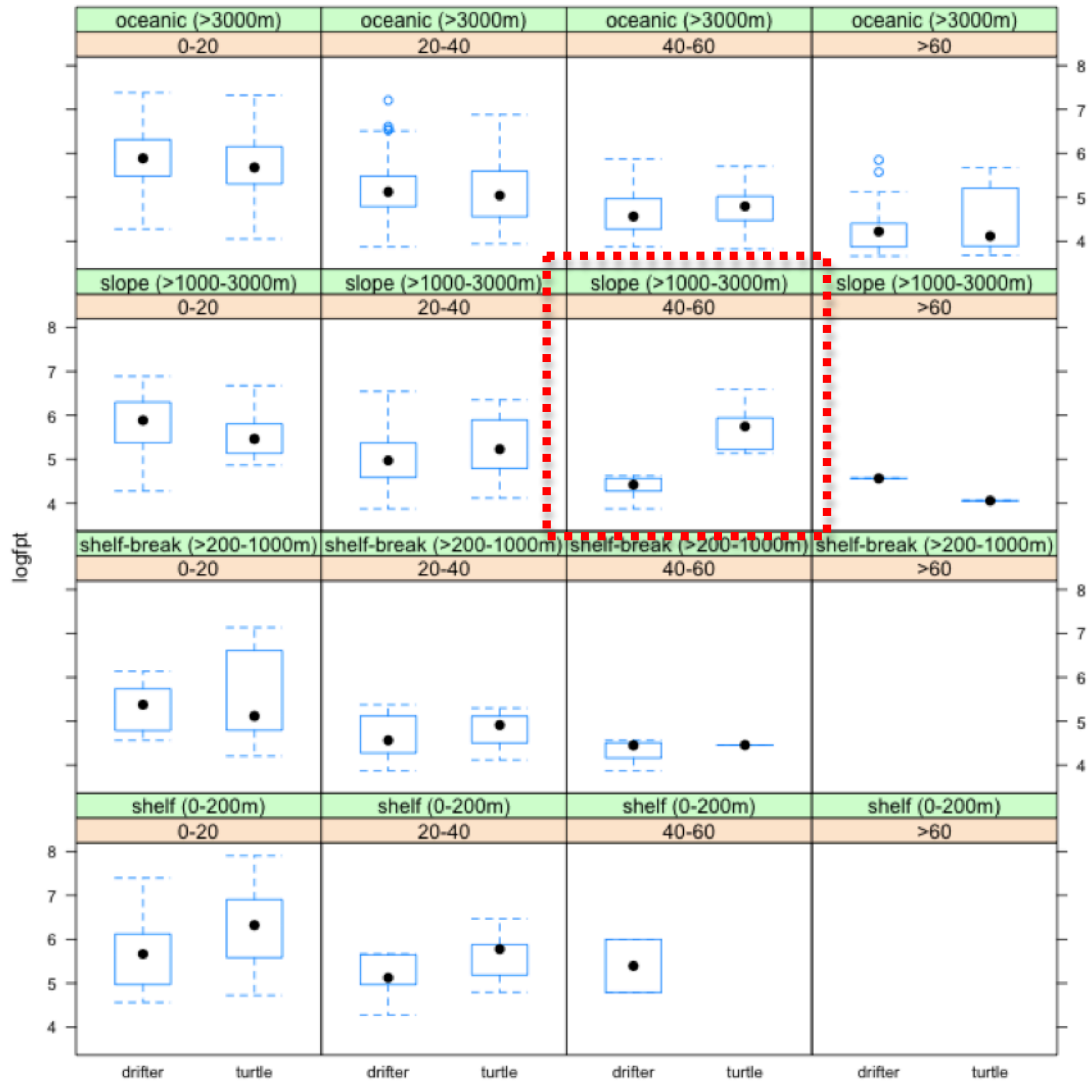 oceanic (>3000m) oceanic (>3000m) oceanic (>3000m) oceanic (>3000m)
0-20 20-40 40-60 >60
8
7
6
5
4
slope (>1000-3000m) slope (>1000-3000m) slope (>1000-3000m) slope (>1000-3000m)
0-20 20-40 40-60 >60
8
7
6
5
4
logfpt
shelf-break (>200-1000m) shelf-break (>200-1000m) shelf-break (>200-1000m) shelf-break (>200-1000m)
0-20 20-40 40-60 >60
8
7
6
5
4
shelf (0-200m) shelf (0-200m) shelf (0-200m) shelf (0-200m)
0-20 20-40 40-60 >60
8
7
6
5
4
drifter turtle drifter turtle drifter turtle drifter turtle